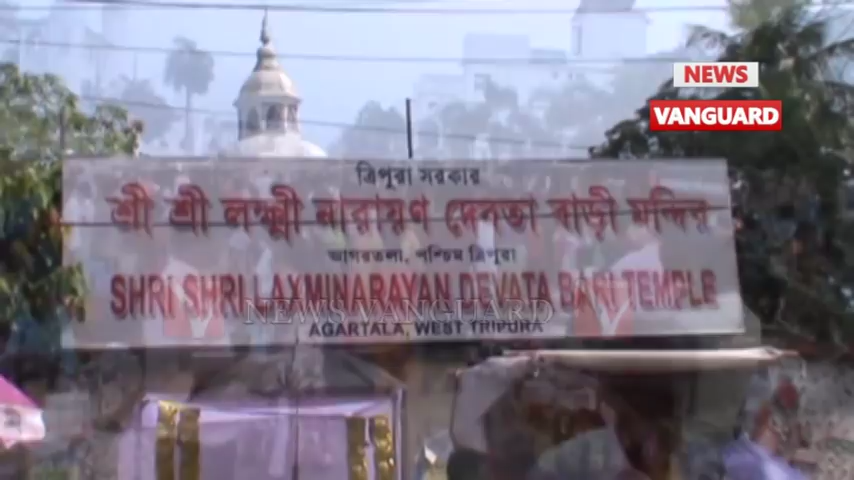 NEWS
VANGUARD
ত্রিপুরা সরকার
শ্রী শ্রী লক্ষ্মী নারায়ণ দেবতা বাড়ী মন্দির
আগরতলা, পশ্চিম ত্রিপুরা
SHRI SHRI LAXMINARAYAN DEVATA BARI TEMPLE
NEWS VANGUARD
AGARTALA, WEST TRIPURA